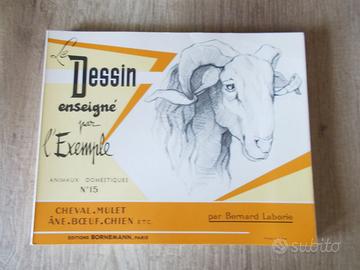 Le
Dessin
enseigné
par
l'Exemple
ANIMAUX DOMESTIQUES
N°15
CHEVAL.MULET
ÂNE.BŒUF.CHIEN ETC.
par Bernard Laborie
EDITIONS BORNEMANN, PARIS
subito